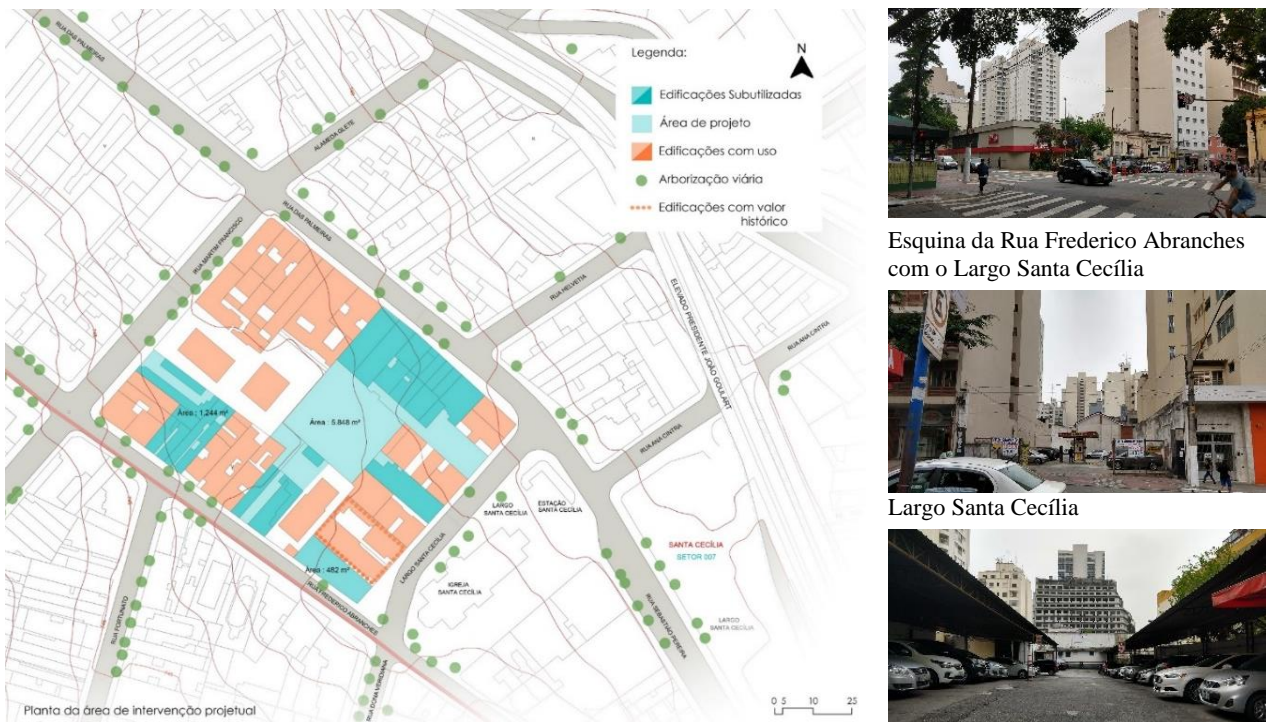 RUA DAS PALMEIRAS
ALAMEDA GLETE
RUA DAS PALMEIRAS
RUA MARTIM FRANCISCO
RUA HELVETIA
ELEVADO PRESIDENTE JOÃO GOULART
RUA ANA CINTRA
RUA ANA CINTRA
Área : 1.244 m²
Área : 5.848 m²
Área : 482 m²
LARGO
SANTA CECÍLIA
ESTAÇÃO
SANTA CECÍLIA
LARGO SANTA CECÍLIA
IGREJA
SANTA CECÍLIA
SANTA CECÍLIA
SETOR 007
LARGO
SANTA CECÍLIA
RUA SEBASTIÃO PEREIRA
RUA FREDERICO ABRANCHES
RUA FORTUNATO
RUA DONA VERIDIANA
Legenda:
N
Edificações Subutilizadas
Área de projeto
Edificações com uso
Arborização viária
Edificações com valor
histórico
Planta da área de intervenção projetual
0 5 10 25
Esquina da Rua Frederico Abranches
com o Largo Santa Cecília
E
Largo Santa Cecília